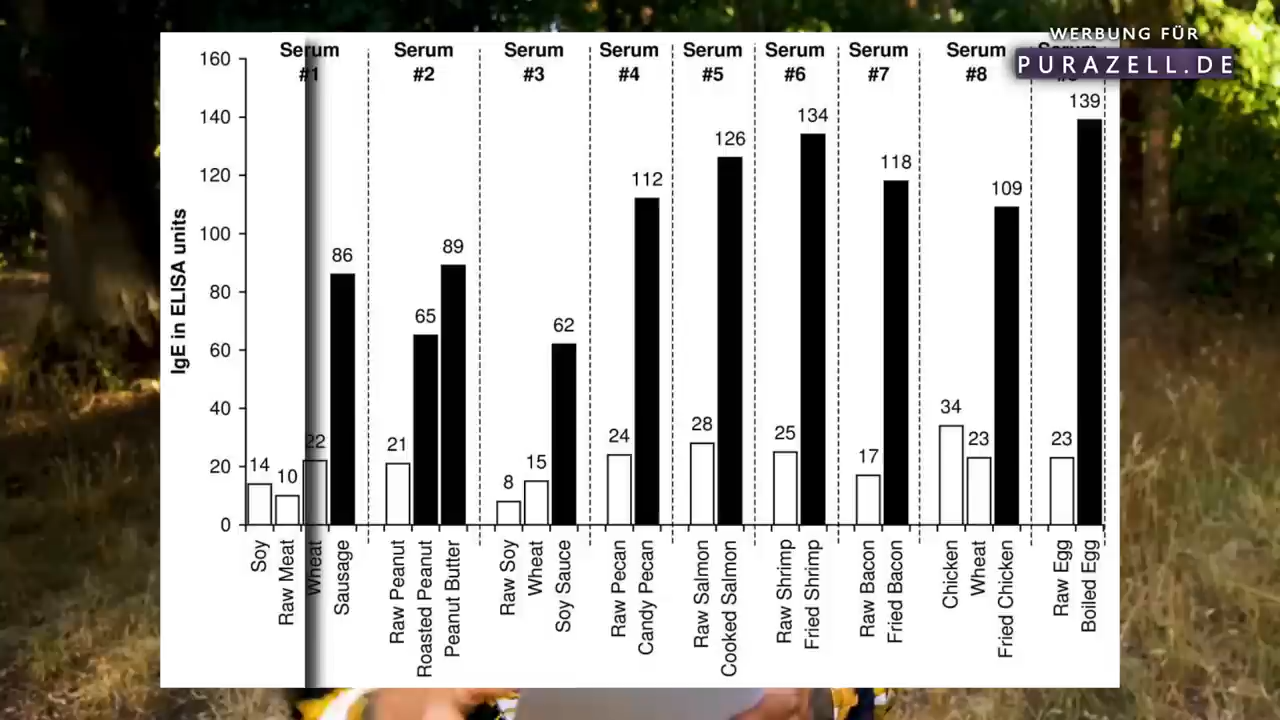 WERBUNG FÜR
PURAZELL.DE
Serum #1
Serum #2
Serum #3
Serum #4
Serum #5
Serum #6
Serum #7
Serum #8
Serum
IgE in ELISA units
160
140
120
100
80
60
40
20
0
14
10
22
86
21
65
89
8
15
62
24
112
28
126
25
134
17
118
34
23
109
23
139
Soy
Raw Meat
Wheat
Sausage
Raw Peanut
Roasted Peanut
Peanut Butter
Raw Soy
Wheat
Soy Sauce
Raw Pecan
Candy Pecan
Raw Salmon
Cooked Salmon
Raw Shrimp
Fried Shrimp
Raw Bacon
Fried Bacon
Chicken
Wheat
Fried Chicken
Raw Egg
Boiled Egg